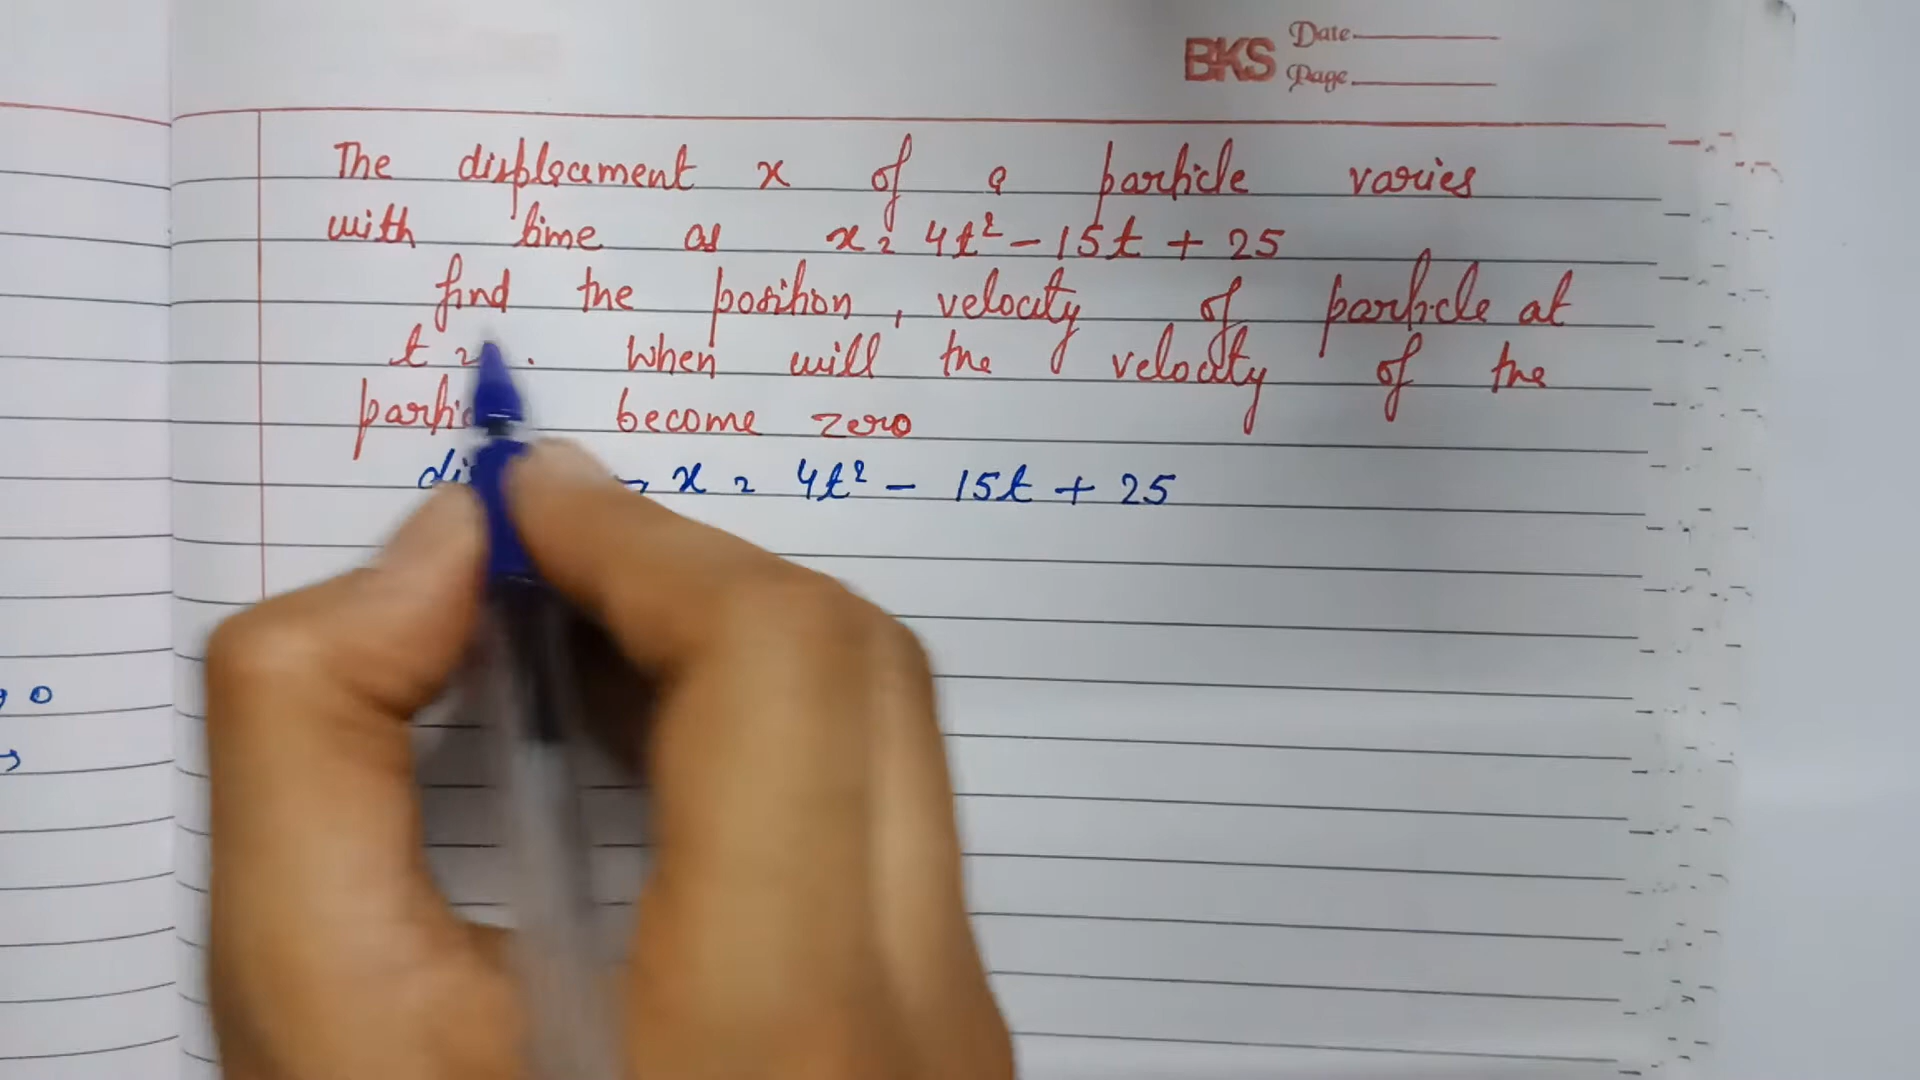 BKS Date
Page
The displacement x of a particle varies
with time as x = 4t² - 15t + 25
find the position, velocity of particle at
t = . When will the velocity of the
become zero
x = 4t² - 15t + 25
0